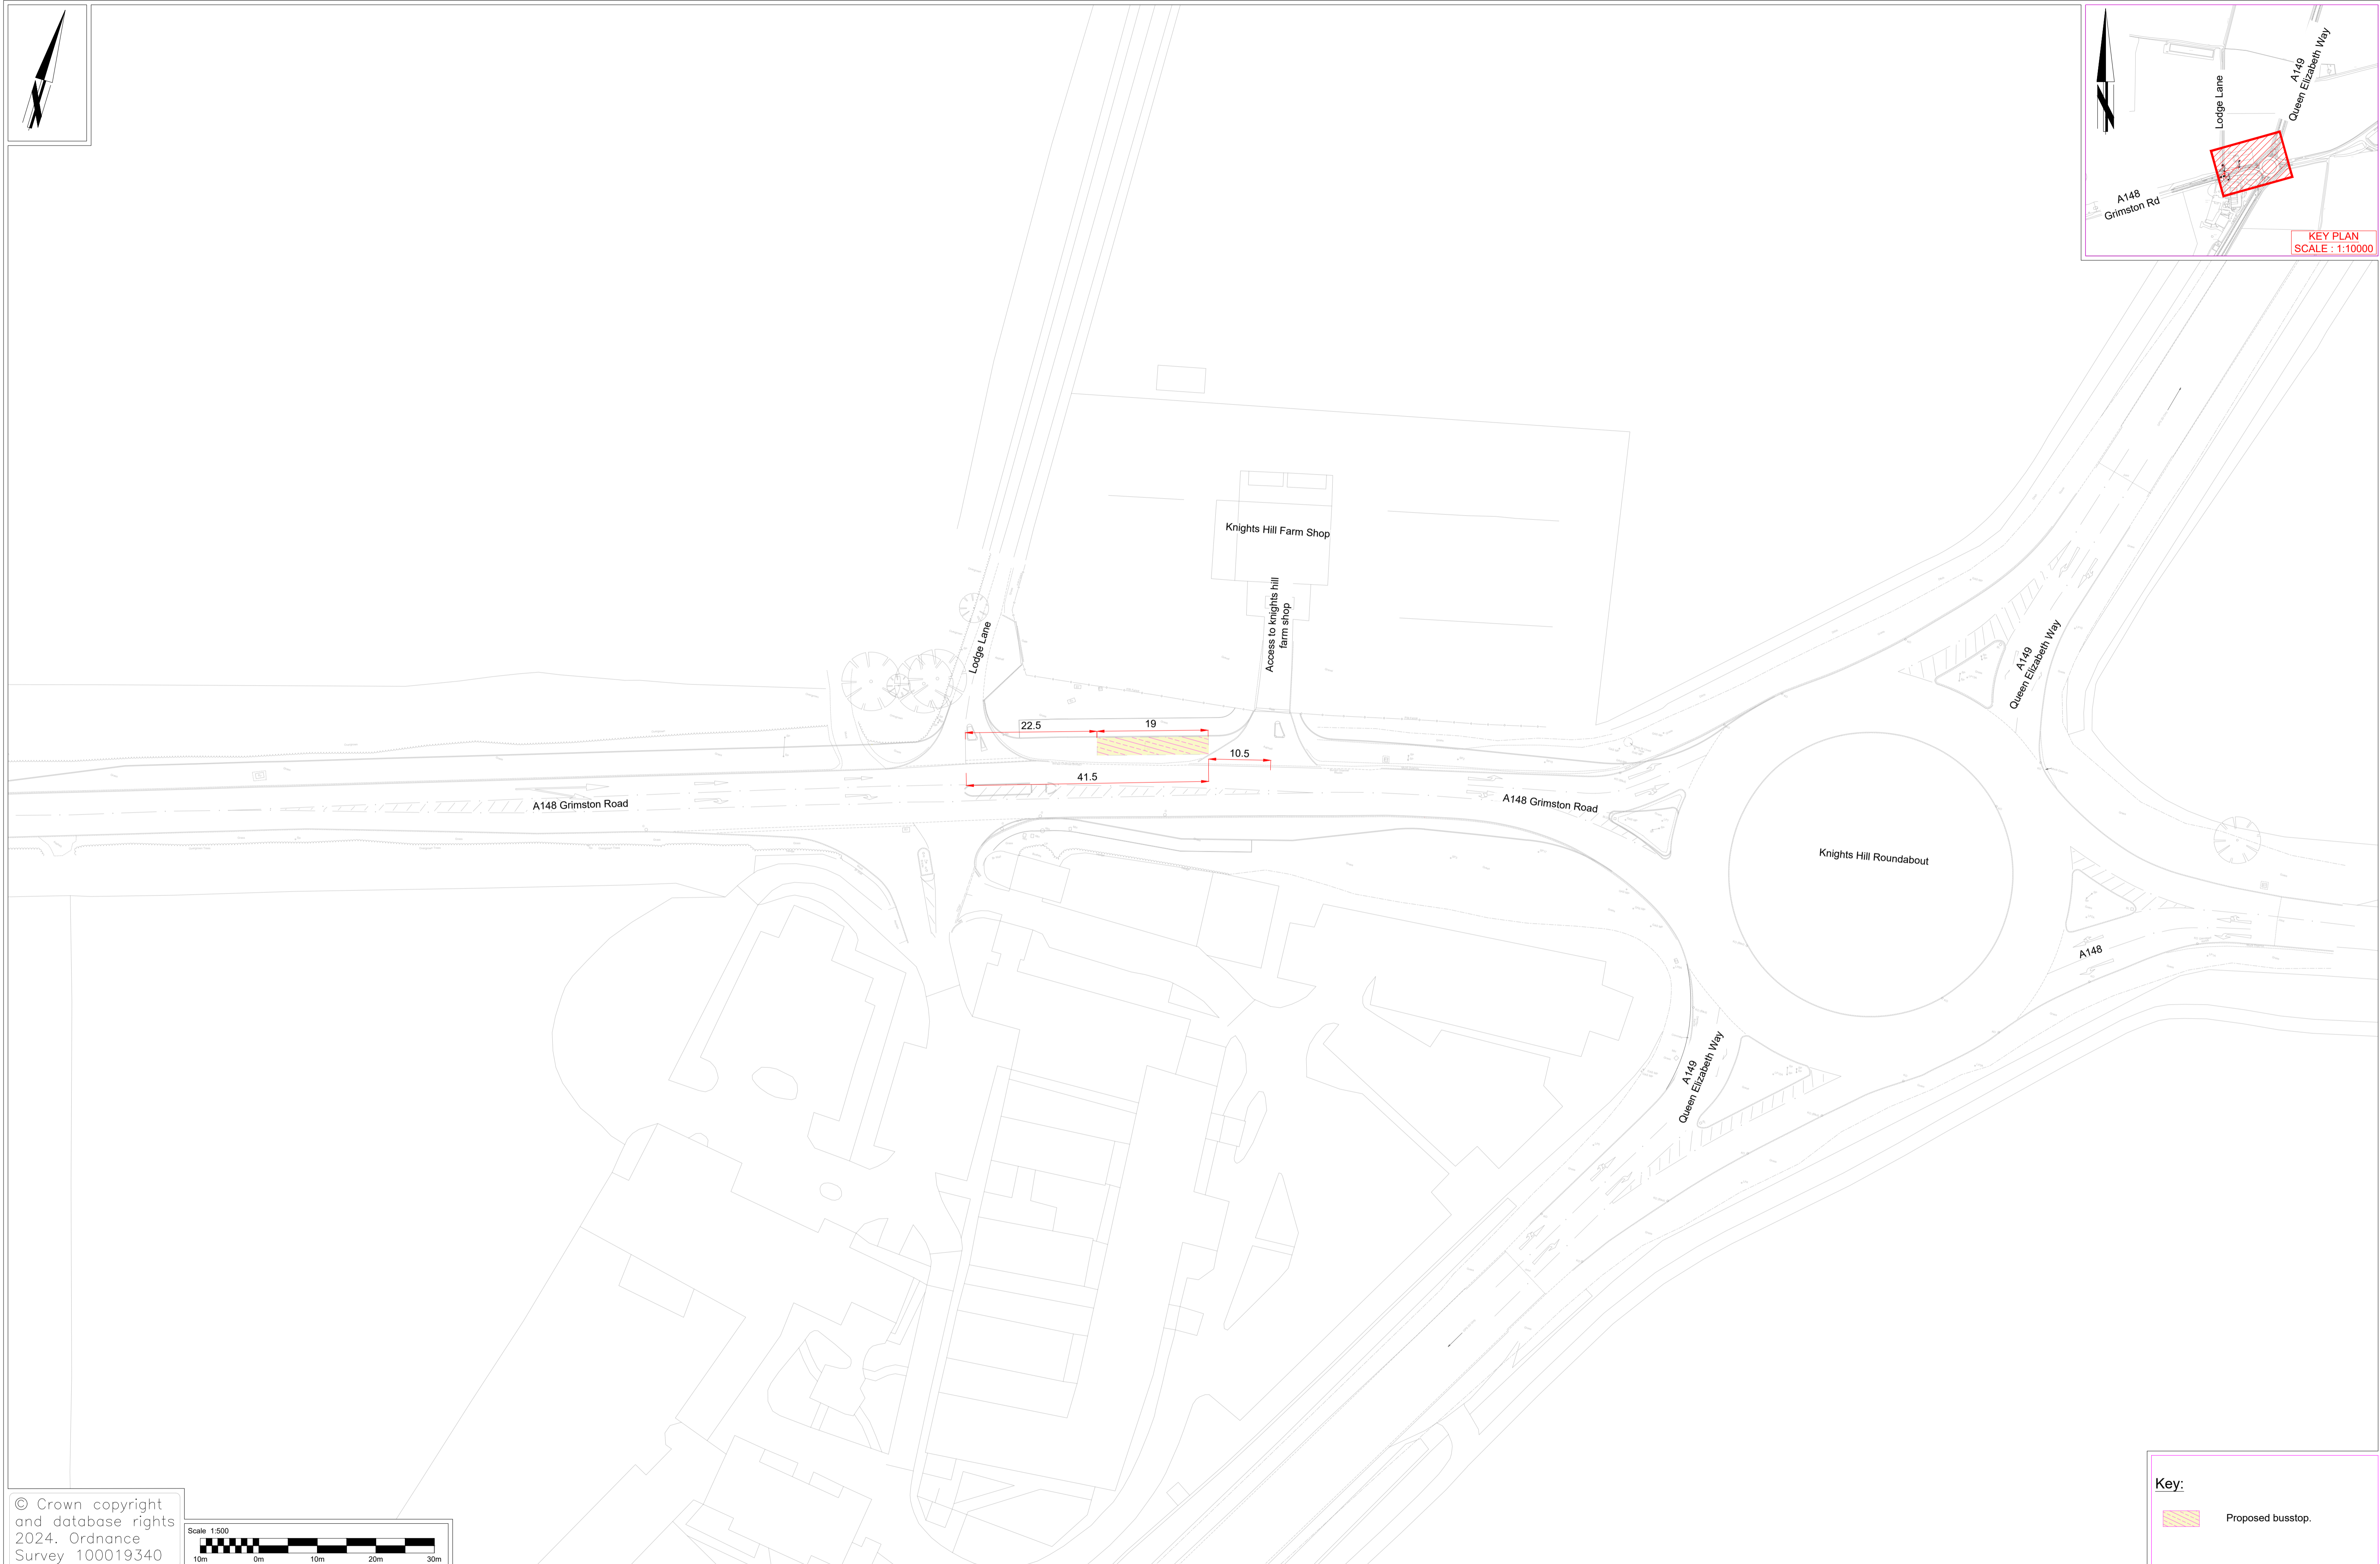 N
N
A149
Queen Elizabeth Way
Lodge Lane
A148
Grimston Rd
KEY PLAN
SCALE : 1:10000
Knights Hill Farm Shop
Access to knights hill
farm shop
Lodge Lane
A149
Queen Elizabeth Way
22.5
19
10.5
41.5
A148 Grimston Road
A148 Grimston Road
Knights Hill Roundabout
A148
A149
Queen Elizabeth Way
Key:
Proposed busstop.
© Crown copyright
and database rights
2024. Ordnance
Survey 100019340
Scale 1:500
10m 0m 10m 20m 30m